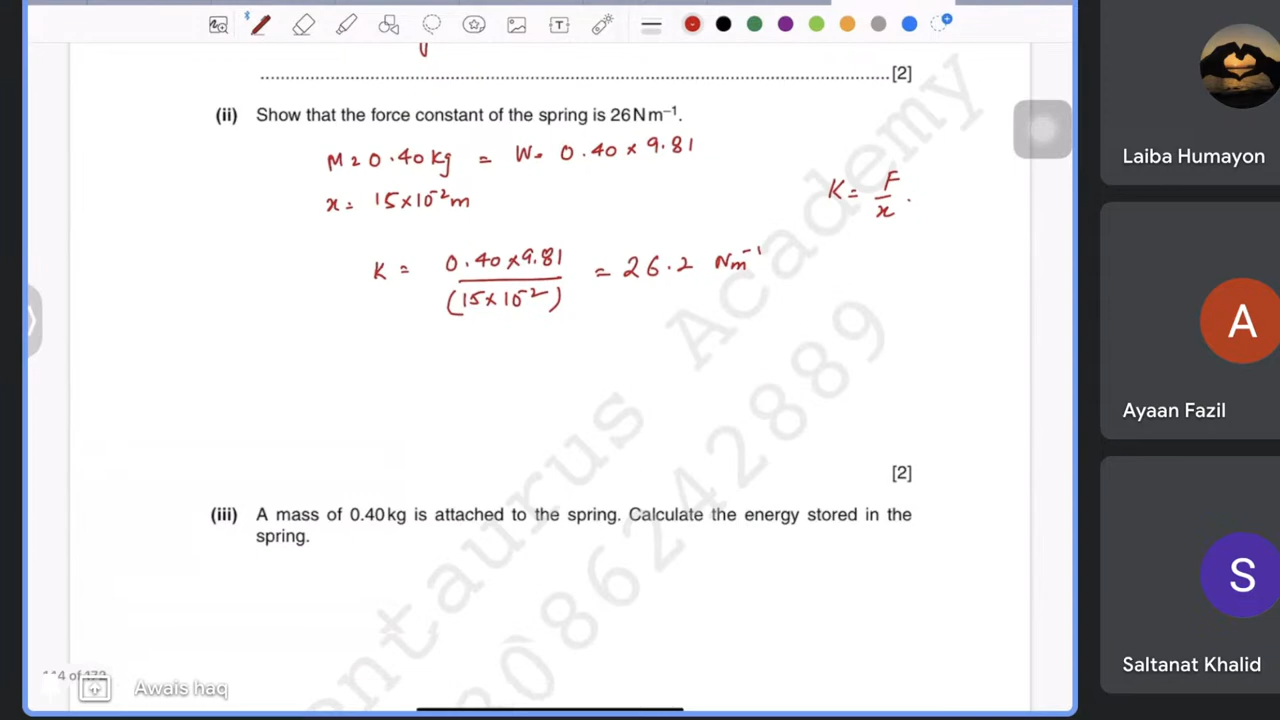 [2]
(ii) Show that the force constant of the spring is 26 N m⁻¹.
M = 0.40 kg = W = 0.40 × 9.81
x = 15×10⁻² m
K = F / x .
K = 0.40×9.81 / (15×10⁻²) = 26.2 Nm⁻¹
[2]
(iii) A mass of 0.40 kg is attached to the spring. Calculate the energy stored in the
spring.
Awais haq
Laiba Humayon
A
Ayaan Fazil
S
Saltanat Khalid
entaurus Academy
T